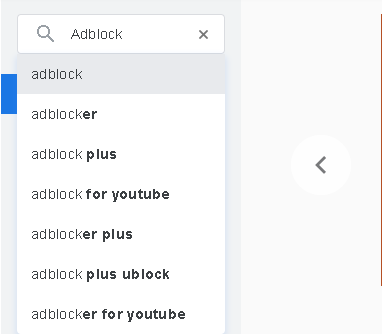 Adblock
adblock
adblocker
adblock plus
adblock for youtube
adblocker plus
adblock plus ublock
adblocker for youtube